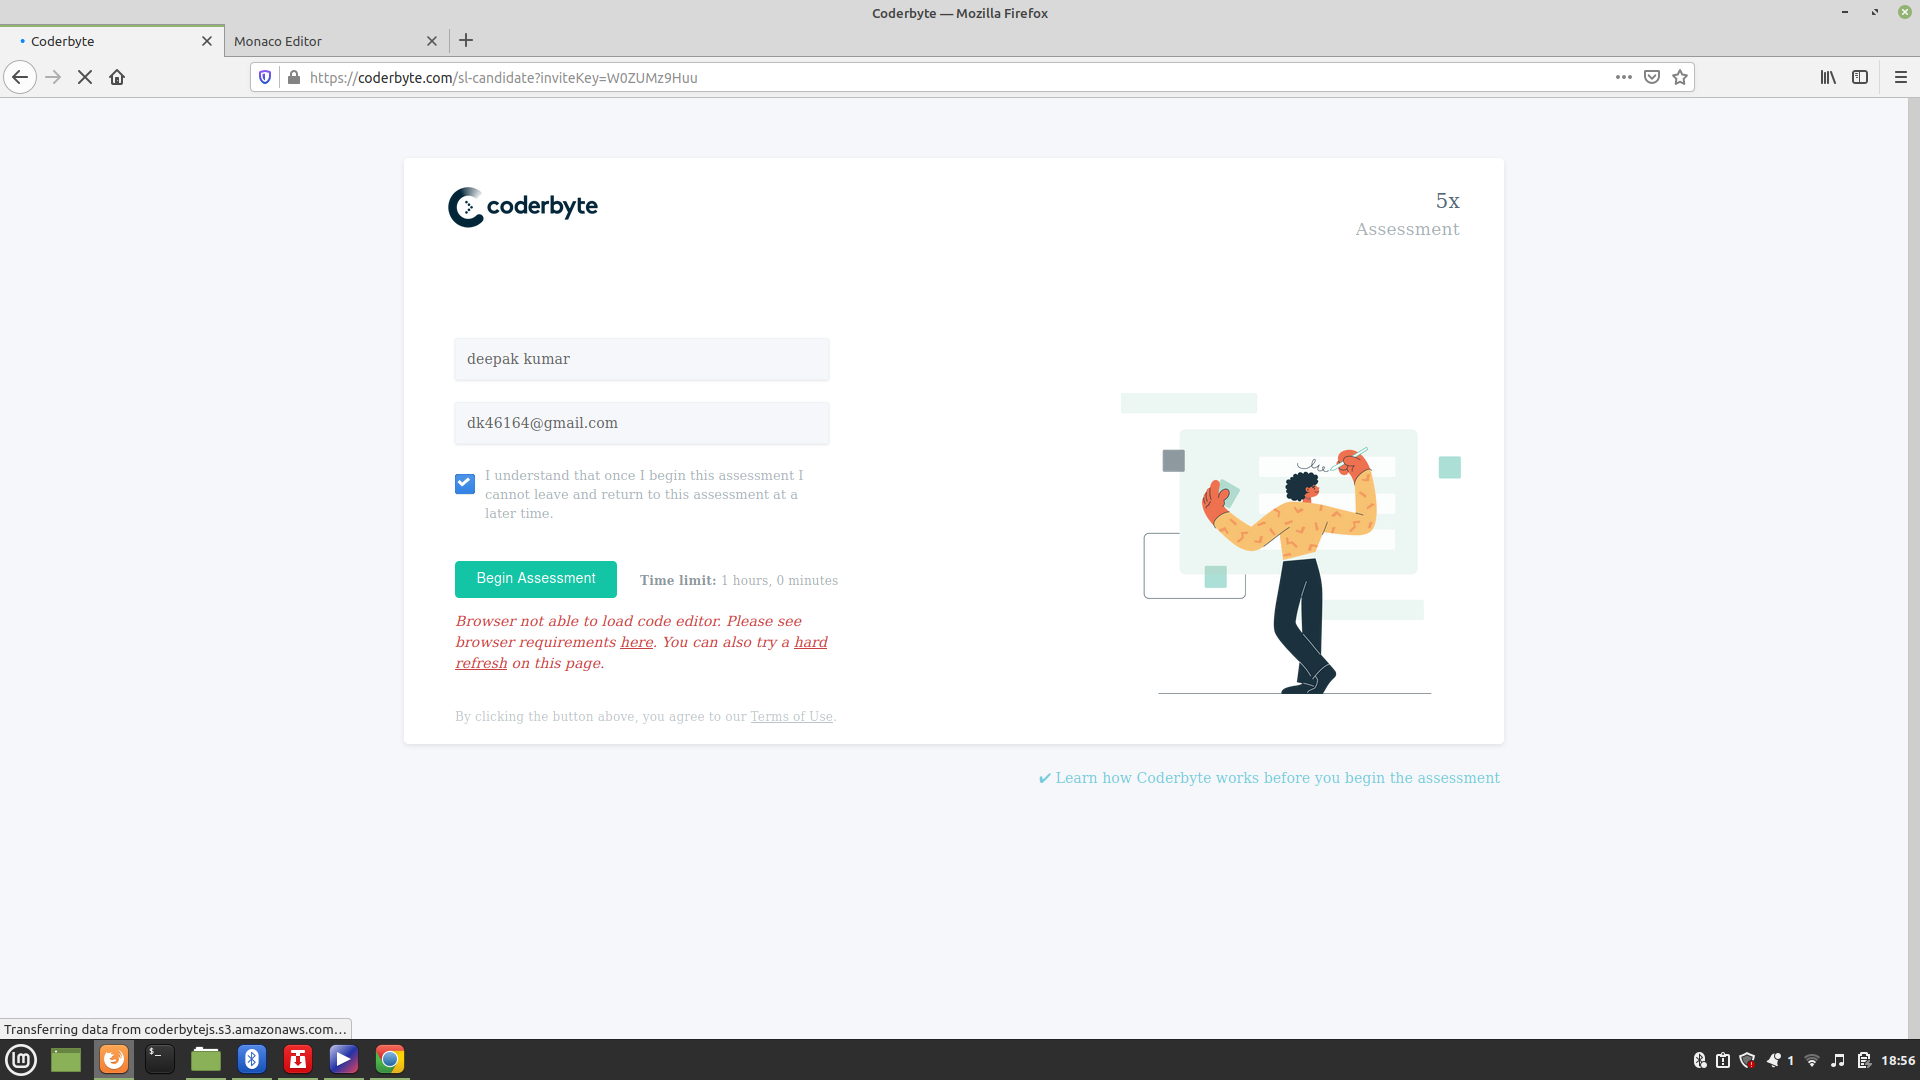 Coderbyte — Mozilla Firefox
Coderbyte
Monaco Editor
https://coderbyte.com/sl-candidate?inviteKey=W0ZUMz9Huu
coderbyte
5x
Assessment
deepak kumar
dk46164@gmail.com
I understand that once I begin this assessment I
cannot leave and return to this assessment at a
later time.
Begin Assessment
Time limit: 1 hours, 0 minutes
Browser not able to load code editor. Please see
browser requirements here. You can also try a hard
refresh on this page.
By clicking the button above, you agree to our Terms of Use.
✔ Learn how Coderbyte works before you begin the assessment
Transferring data from coderbytejs.s3.amazonaws.com…
lm
$_
1
18:56